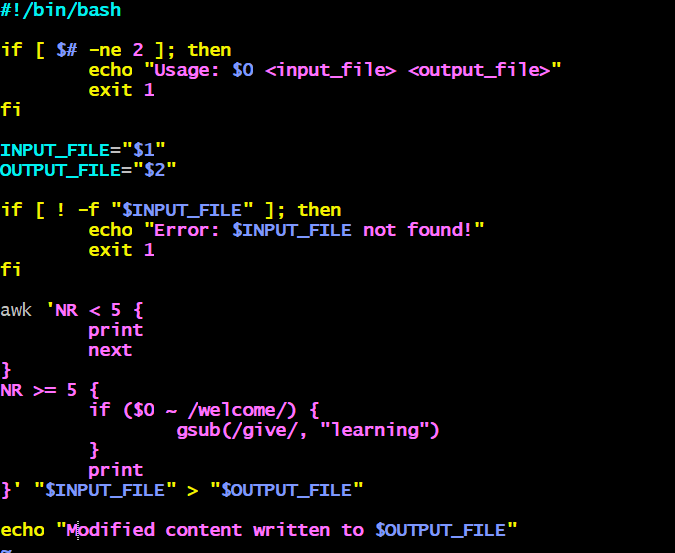 #!/bin/bash

if [ $# -ne 2 ]; then
        echo "Usage: $0 <input_file> <output_file>"
        exit 1
fi

INPUT_FILE="$1"
OUTPUT_FILE="$2"

if [ ! -f "$INPUT_FILE" ]; then
        echo "Error: $INPUT_FILE not found!"
        exit 1
fi

awk 'NR < 5 {
        print
        next
}
NR >= 5 {
        if ($0 ~ /welcome/) {
                gsub(/give/, "learning")
        }
        print
}' "$INPUT_FILE" > "$OUTPUT_FILE"

echo "Modified content written to $OUTPUT_FILE"
~